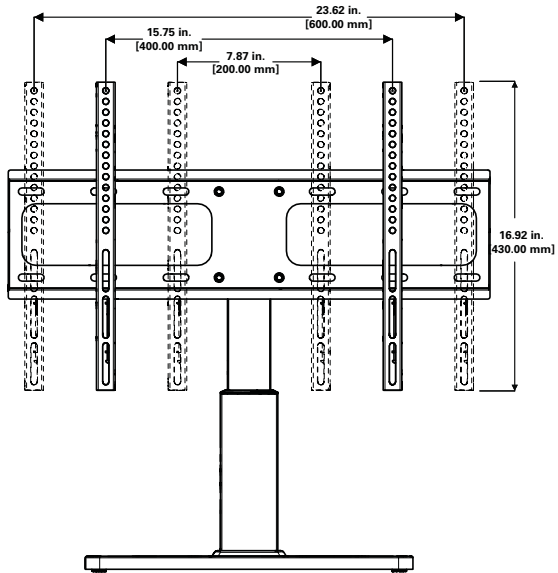 23.62 in.
[600.00 mm]
15.75 in.
[400.00 mm]
7.87 in.
[200.00 mm]
16.92 in.
[430.00 mm]